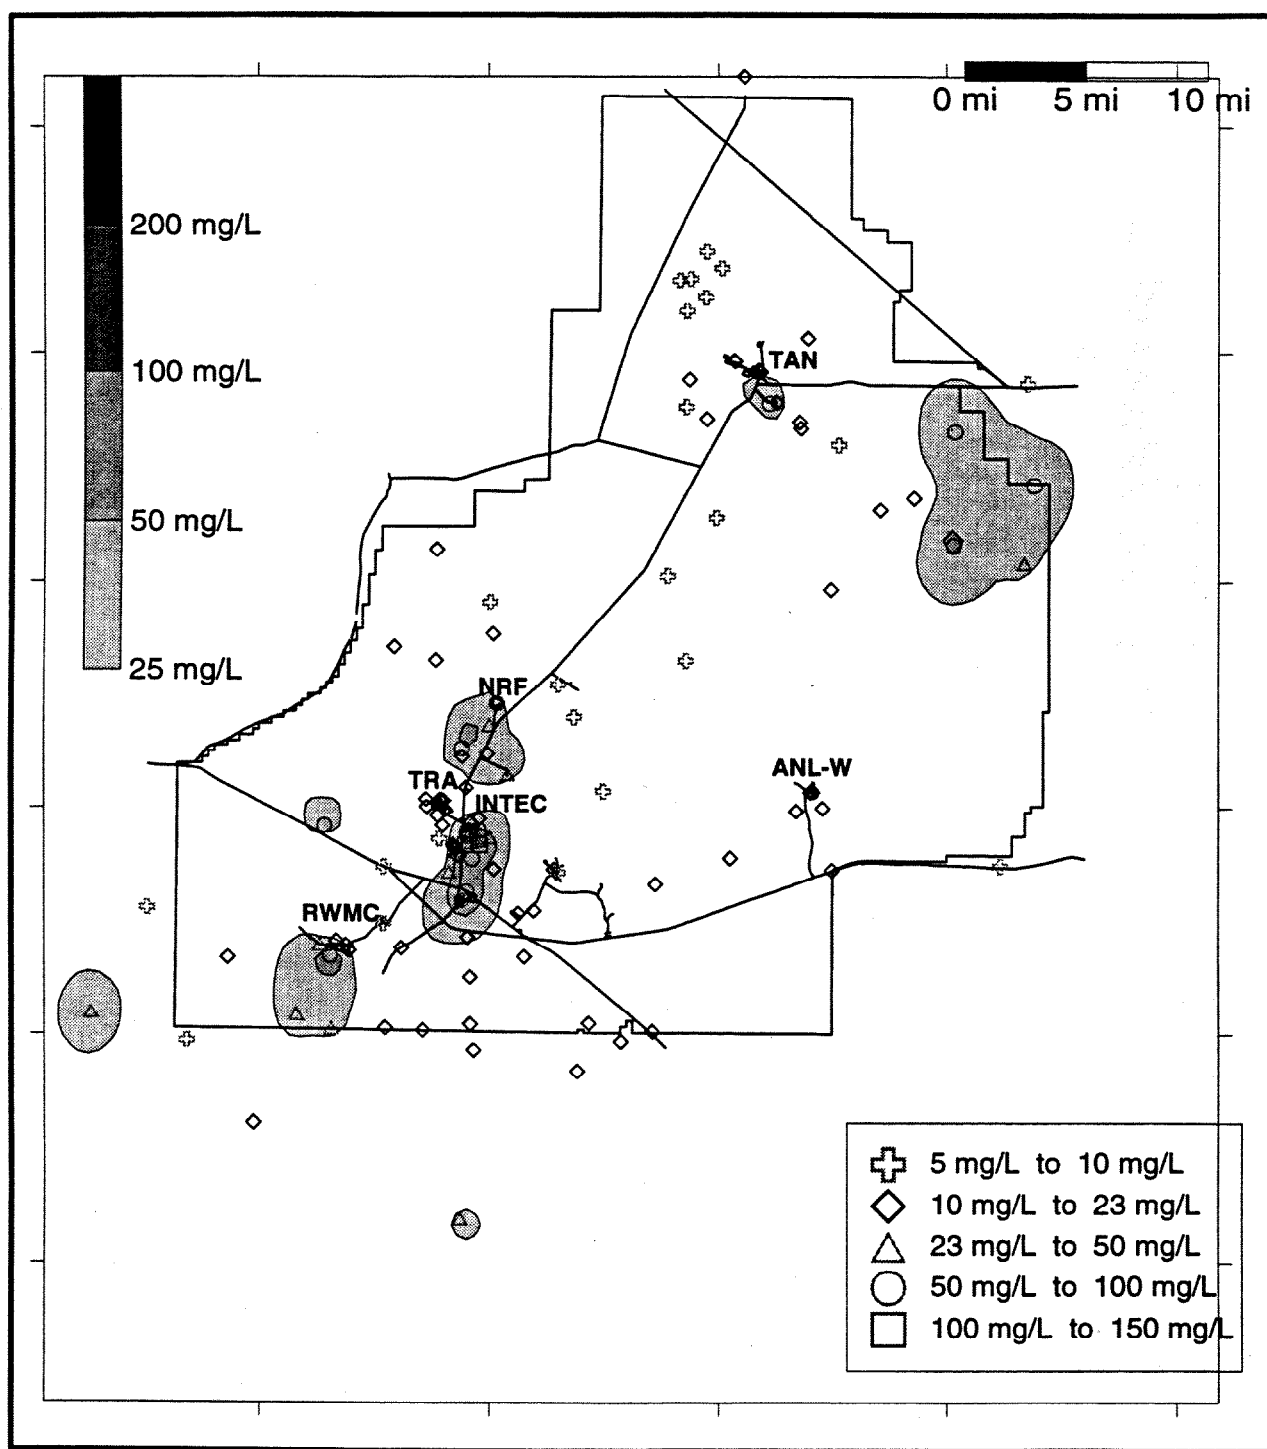 0 mi 5 mi 10 mi
200 mg/L
100 mg/L
50 mg/L
25 mg/L
TAN
NRF
TRA
INTEC
ANL-W
RWMC
5 mg/L to 10 mg/L
10 mg/L to 23 mg/L
23 mg/L to 50 mg/L
50 mg/L to 100 mg/L
100 mg/L to 150 mg/L